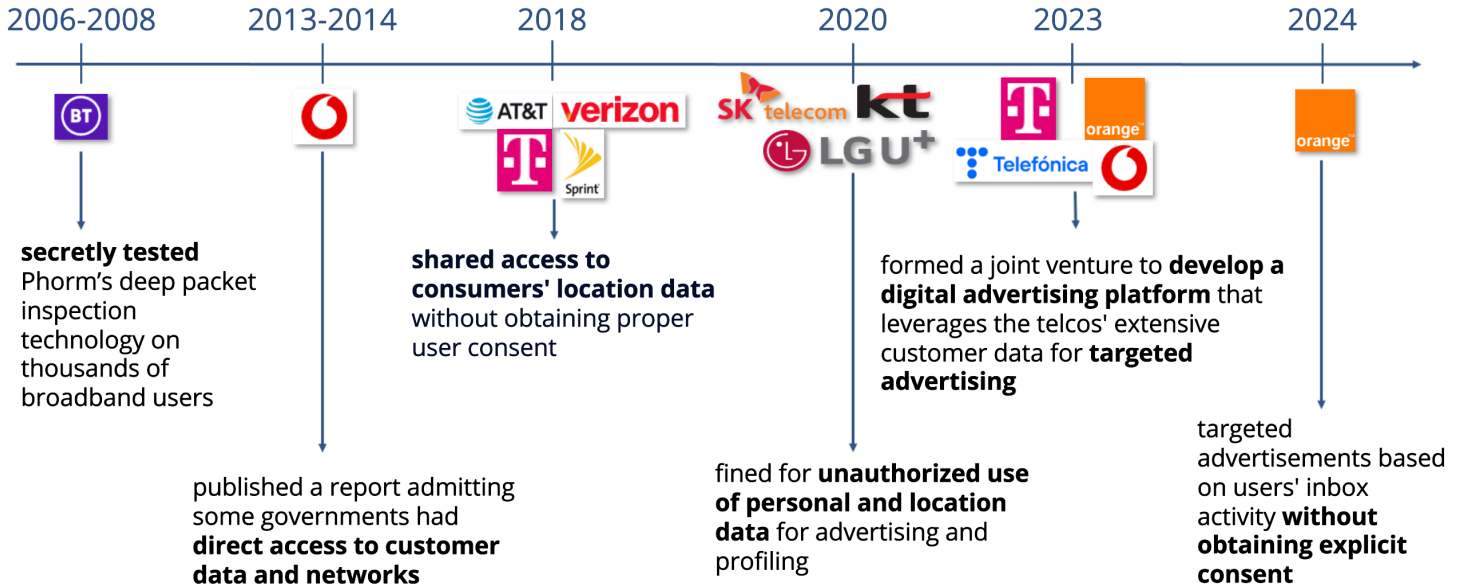 2006-2008
2013-2014
2018
2020
2023
2024
BT
AT&T
verizon
T
Sprint
SK telecom
kt
LG
LG U+
T
orange™
Telefónica
orange™
secretly tested
Phorm’s deep packet
inspection
technology on
thousands of
broadband users
published a report admitting
some governments had
direct access to customer
data and networks
shared access to
consumers' location data
without obtaining proper
user consent
fined for unauthorized use
of personal and location
data for advertising and
profiling
formed a joint venture to develop a
digital advertising platform that
leverages the telcos' extensive
customer data for targeted
advertising
targeted
advertisements based
on users' inbox
activity without
obtaining explicit
consent